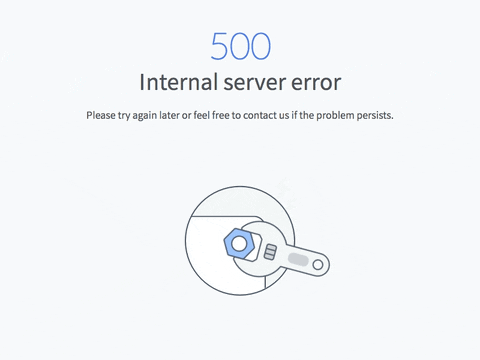 500
Internal server error
Please try again later or feel free to contact us if the problem persists.